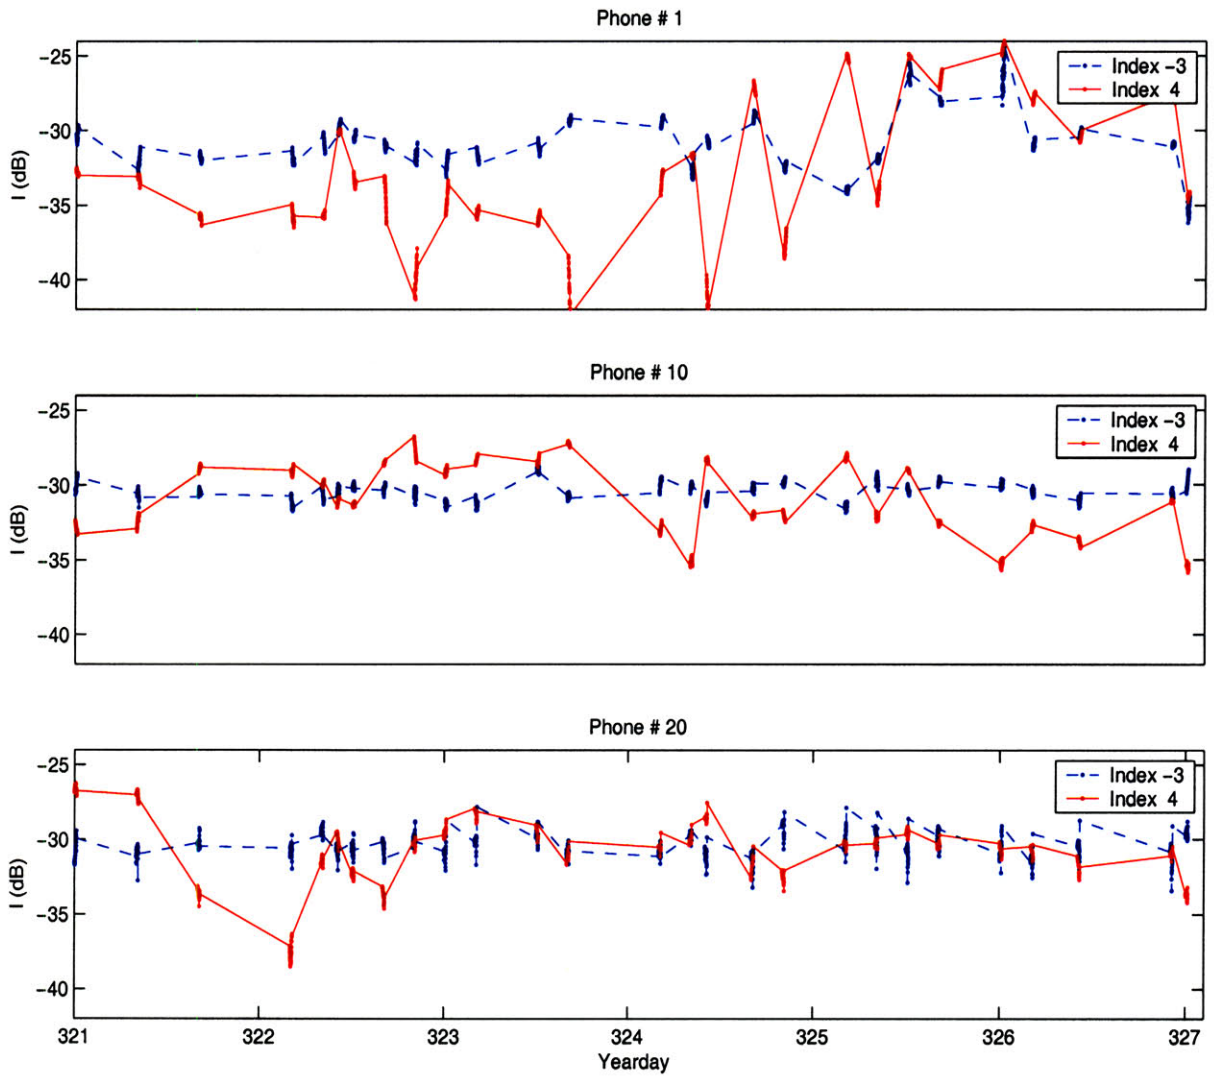 Phone # 1
−25
−30
−35
−40
I (dB)
Index −3
Index 4
Phone # 10
−25
−30
−35
−40
I (dB)
Index −3
Index 4
Phone # 20
−25
−30
−35
−40
I (dB)
Index −3
Index 4
321 322 323 324 325 326 327
Yearday